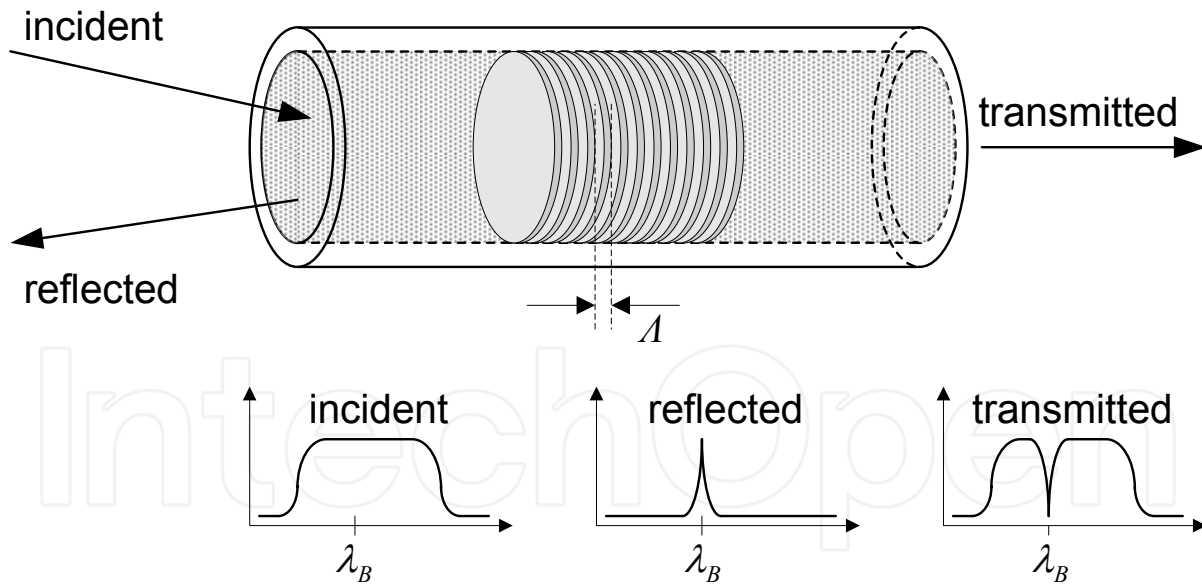 incident
transmitted
reflected
Λ
IntechOpen
incident
reflected
transmitted
λB
λB
λB